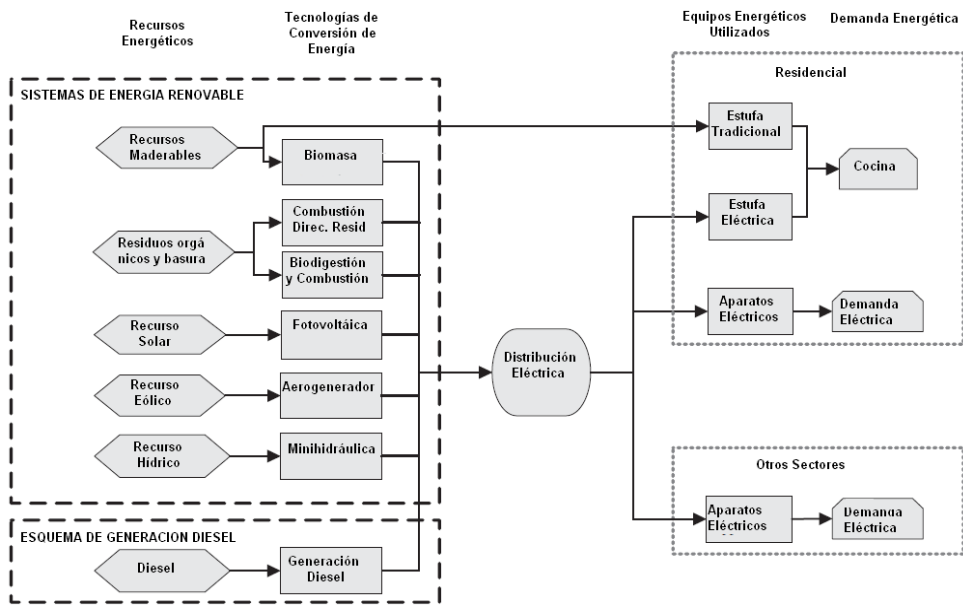 Recursos
Energéticos
Tecnologías de
Conversión de
Energía
Equipos Energéticos
Utilizados
Demanda Energética
SISTEMAS DE ENERGIA RENOVABLE
Recursos
Maderables
Biomasa
Residuos orgá
nicos y basura
Combustión
Direc. Resid
Biodigestión
y Combustión
Recurso
Solar
Fotovoltáica
Recurso
Eólico
Aerogenerador
Recurso
Hídrico
Minihidráulica
ESQUEMA DE GENERACION DIESEL
Diesel
Generación
Diesel
Distribución
Eléctrica
Residencial
Estufa
Tradicional
Cocina
Estufa
Eléctrica
Aparatos
Eléctricos
Demanda
Eléctrica
Otros Sectores
Aparatos
Eléctricos
Demanda
Eléctrica